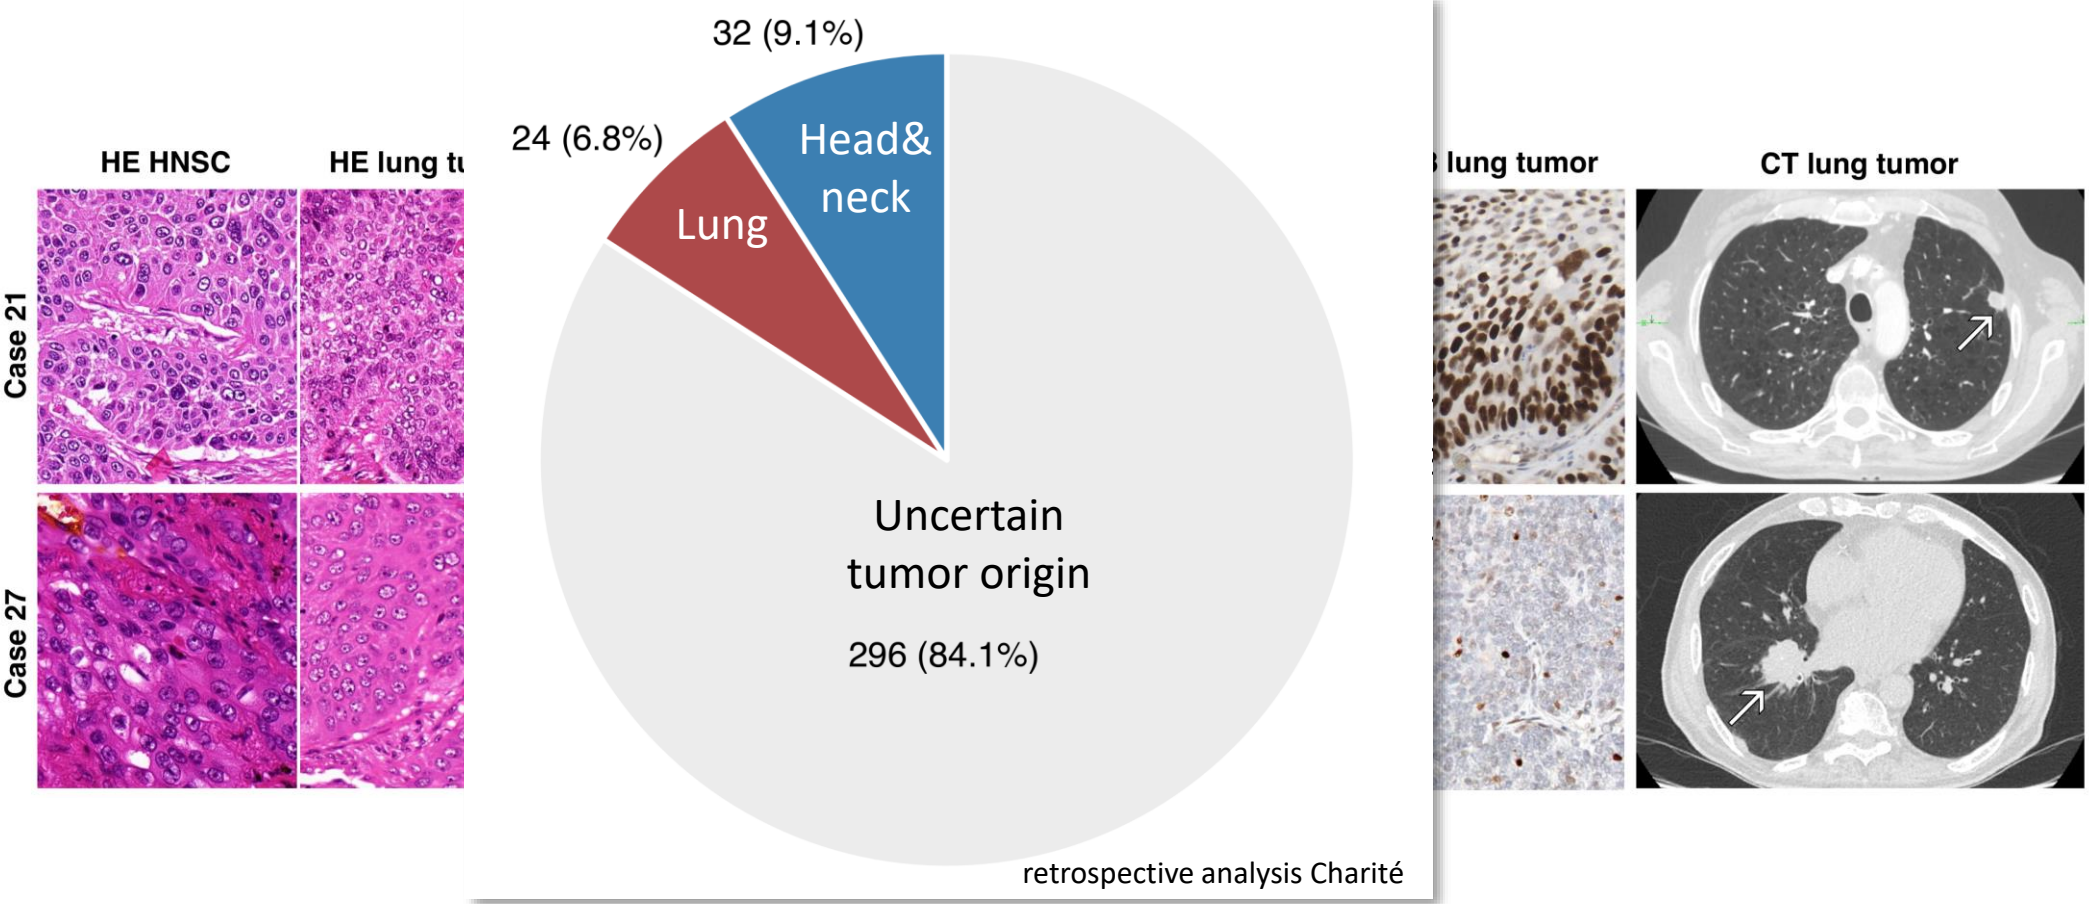 32 (9.1%)
24 (6.8%)
Head&
neck
Lung
HE HNSC
HE lung
lung tumor
CT lung tumor
Case 21
Case 27
Uncertain
tumor origin
296 (84.1%)
retrospective analysis Charité